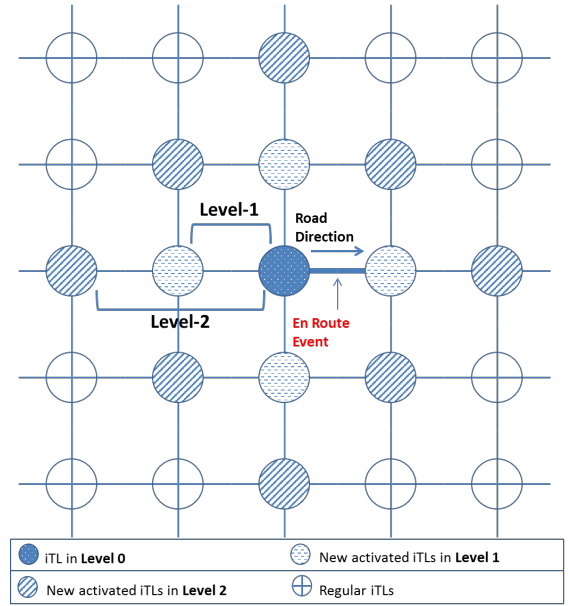 Level-1
Road
Direction
Level-2
En Route
Event
iTL in Level 0
New activated iTLs in Level 1
New activated iTLs in Level 2
Regular iTLs